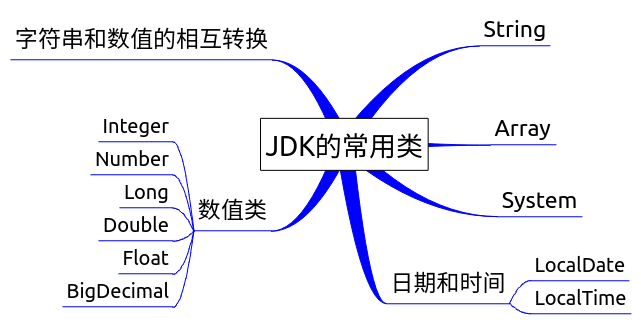 JDK的常用类
字符串和数值的相互转换
数值类
Integer
Number
Long
Double
Float
BigDecimal
String
Array
System
日期和时间
LocalDate
LocalTime